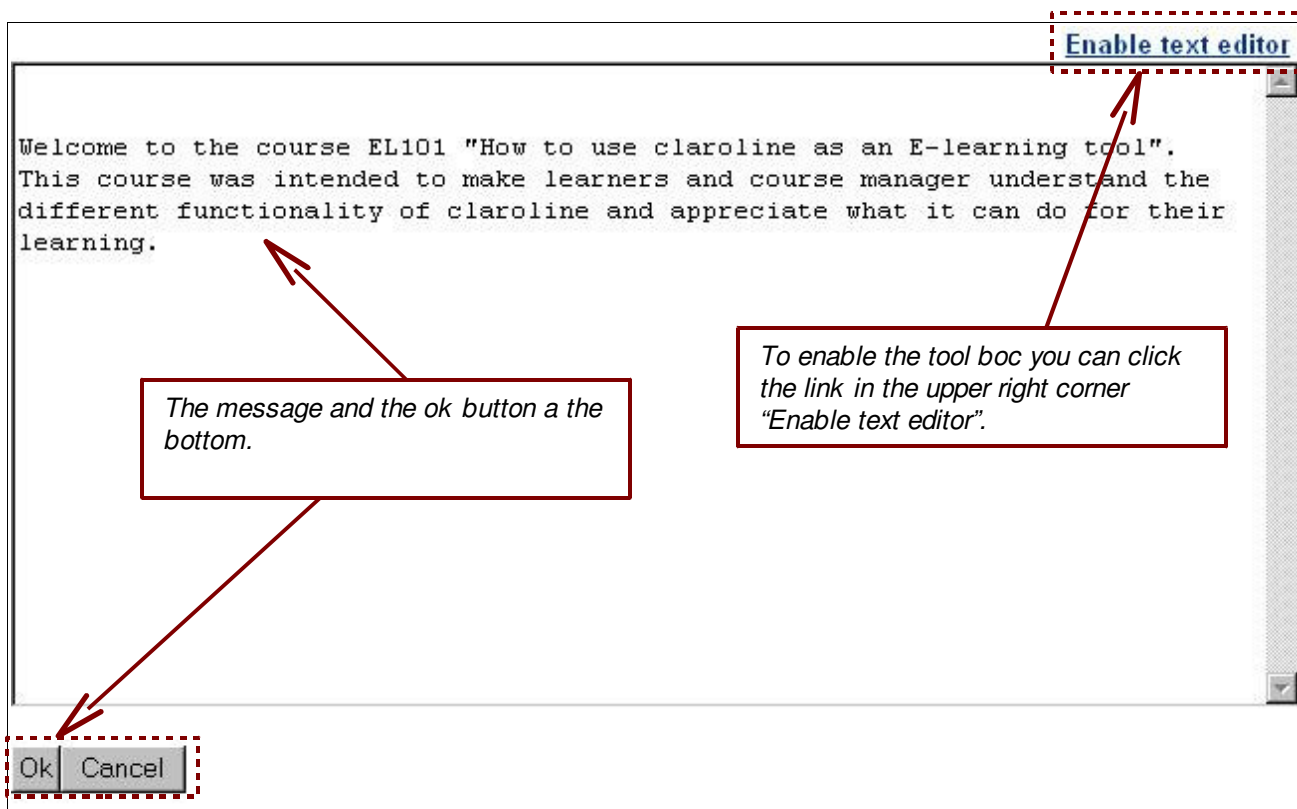 Enable text editor
Welcome to the course EL101 "How to use claroline as an E-learning tool".
This course was intended to make learners and course manager understand the
different functionality of claroline and appreciate what it can do for their
learning.
To enable the tool boc you can click
the link in the upper right corner
“Enable text editor”.
The message and the ok button a the
bottom.
Ok Cancel